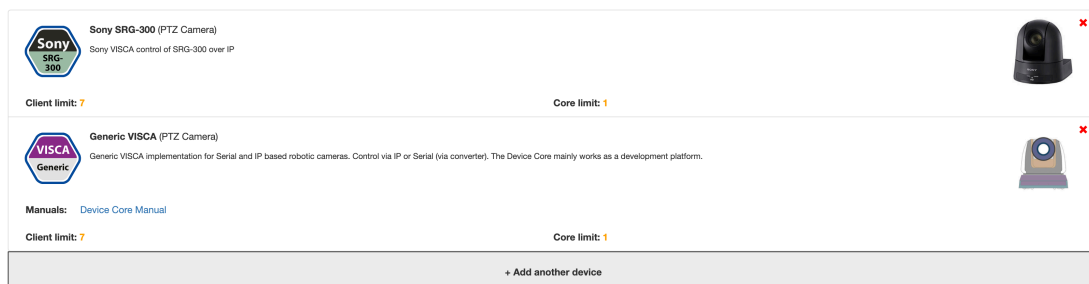 Sony SRG-300 (PTZ Camera)
Sony VISCA control of SRG-300 over IP
Sony
SRG-
300
SONY
Client limit: 7 Core limit: 1
Generic VISCA (PTZ Camera)
Generic VISCA implementation for Serial and IP based robotic cameras. Control via IP or Serial (via converter). The Device Core mainly works as a development platform.
VISCA
Generic
Manuals: Device Core Manual
Client limit: 7 Core limit: 1
+ Add another device